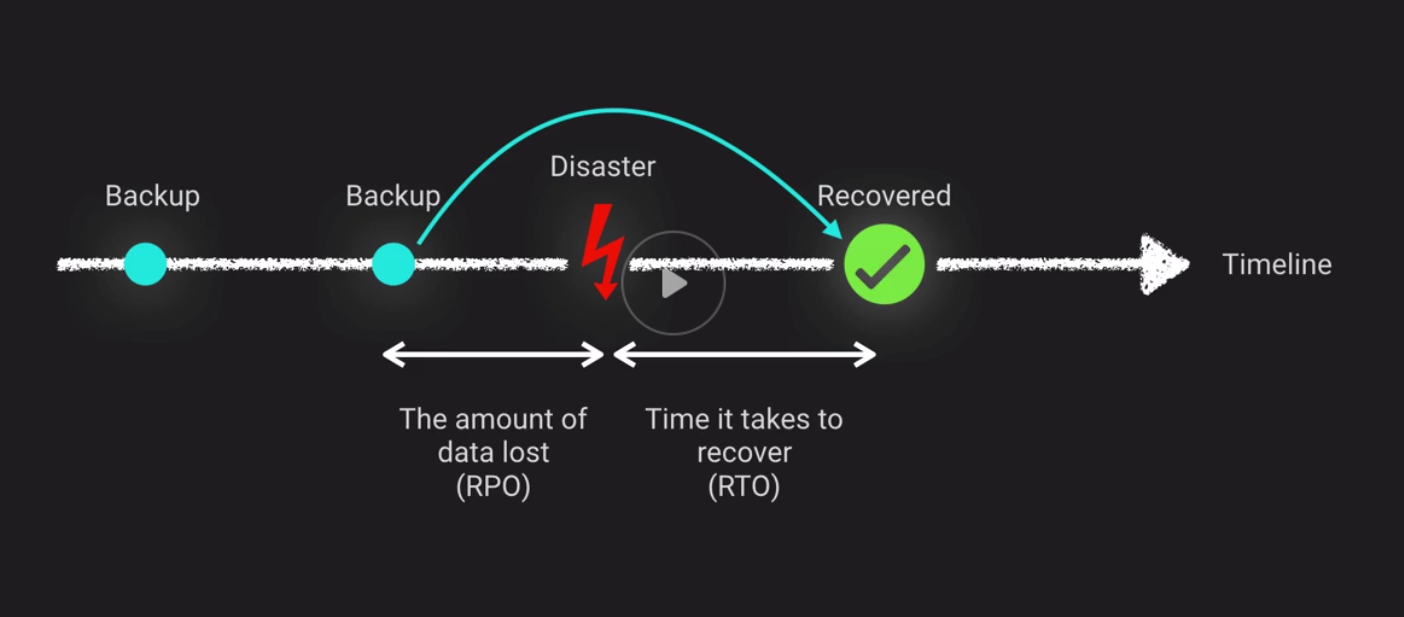 Disaster
Backup
Backup
Recovered
Timeline
The amount of
data lost
(RPO)
Time it takes to
recover
(RTO)